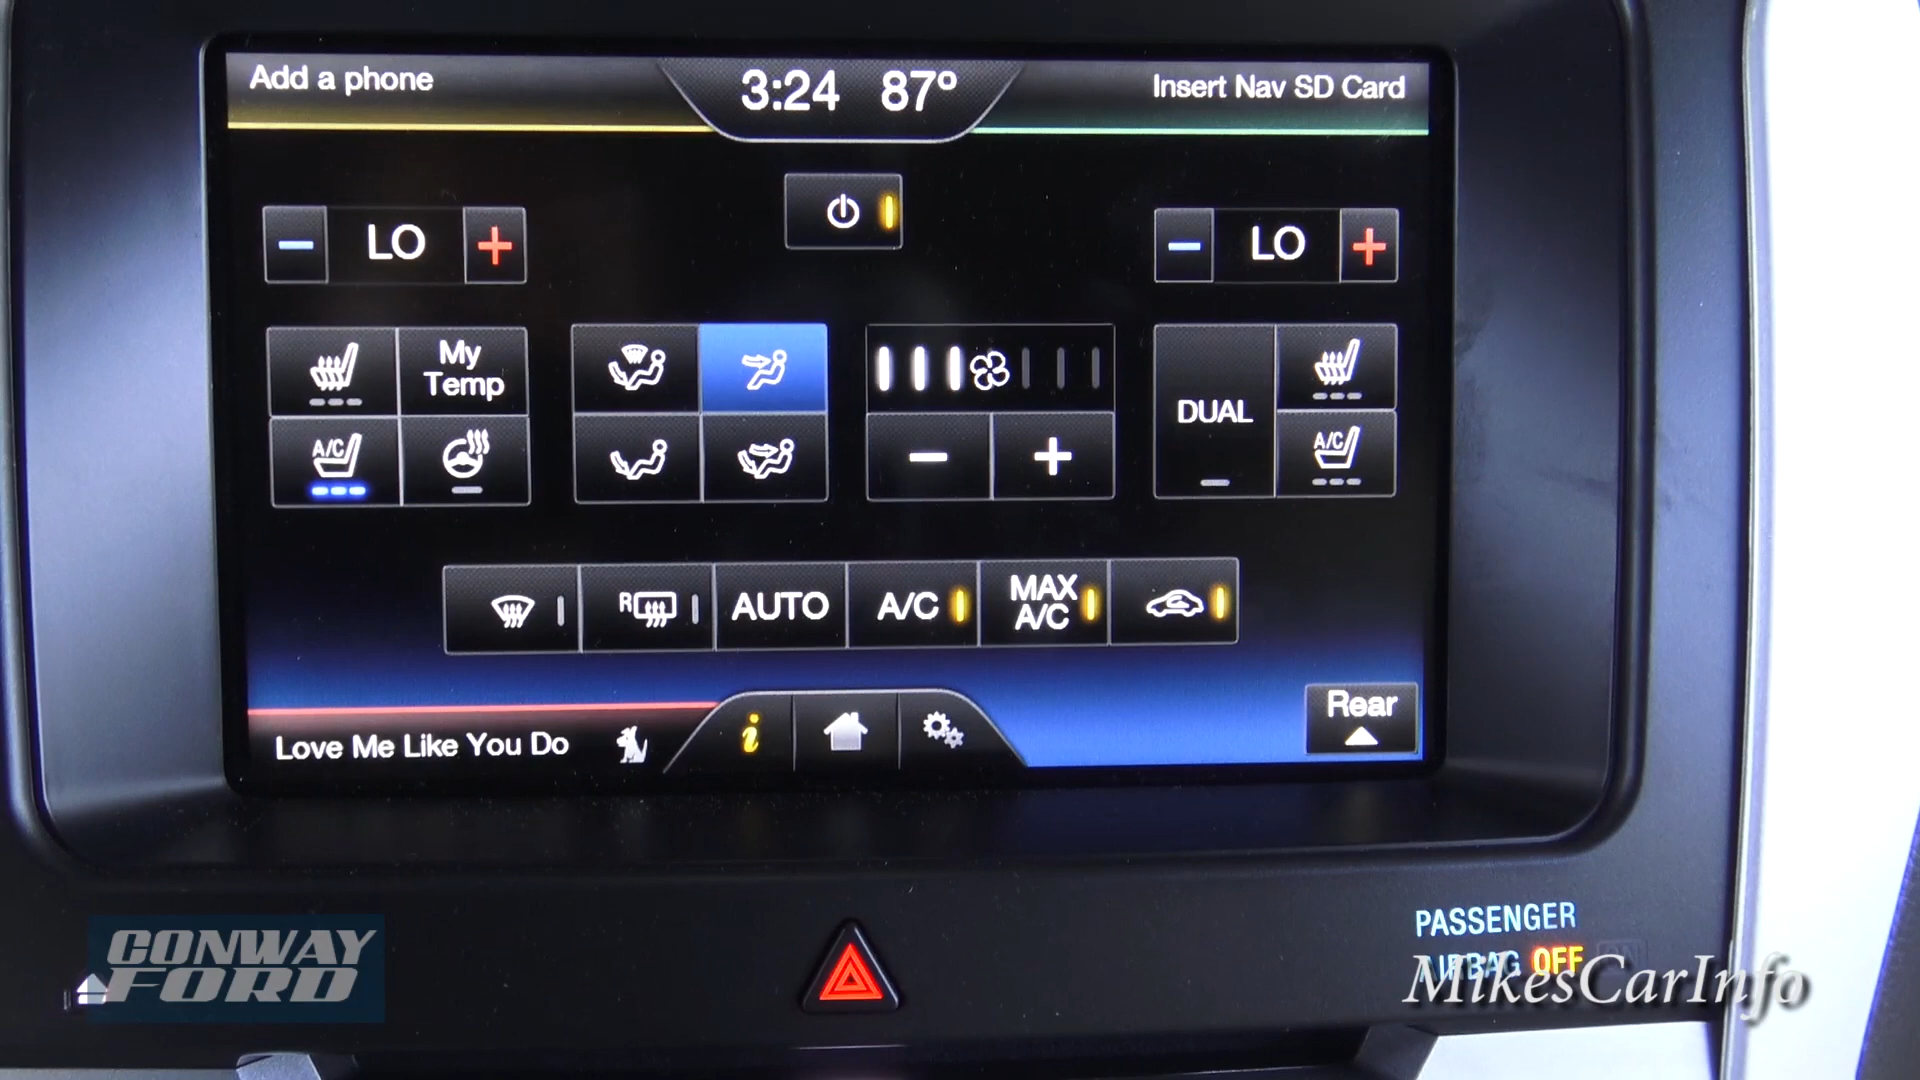 Add a phone
3:24 87°
Insert Nav SD Card
LO
LO
My
Temp
A/C
DUAL
A/C
R
AUTO
A/C
MAX
A/C
Rear
Love Me Like You Do
i
PASSENGER
AIRBAG OFF
CONWAY
FORD
MikesCarInfo